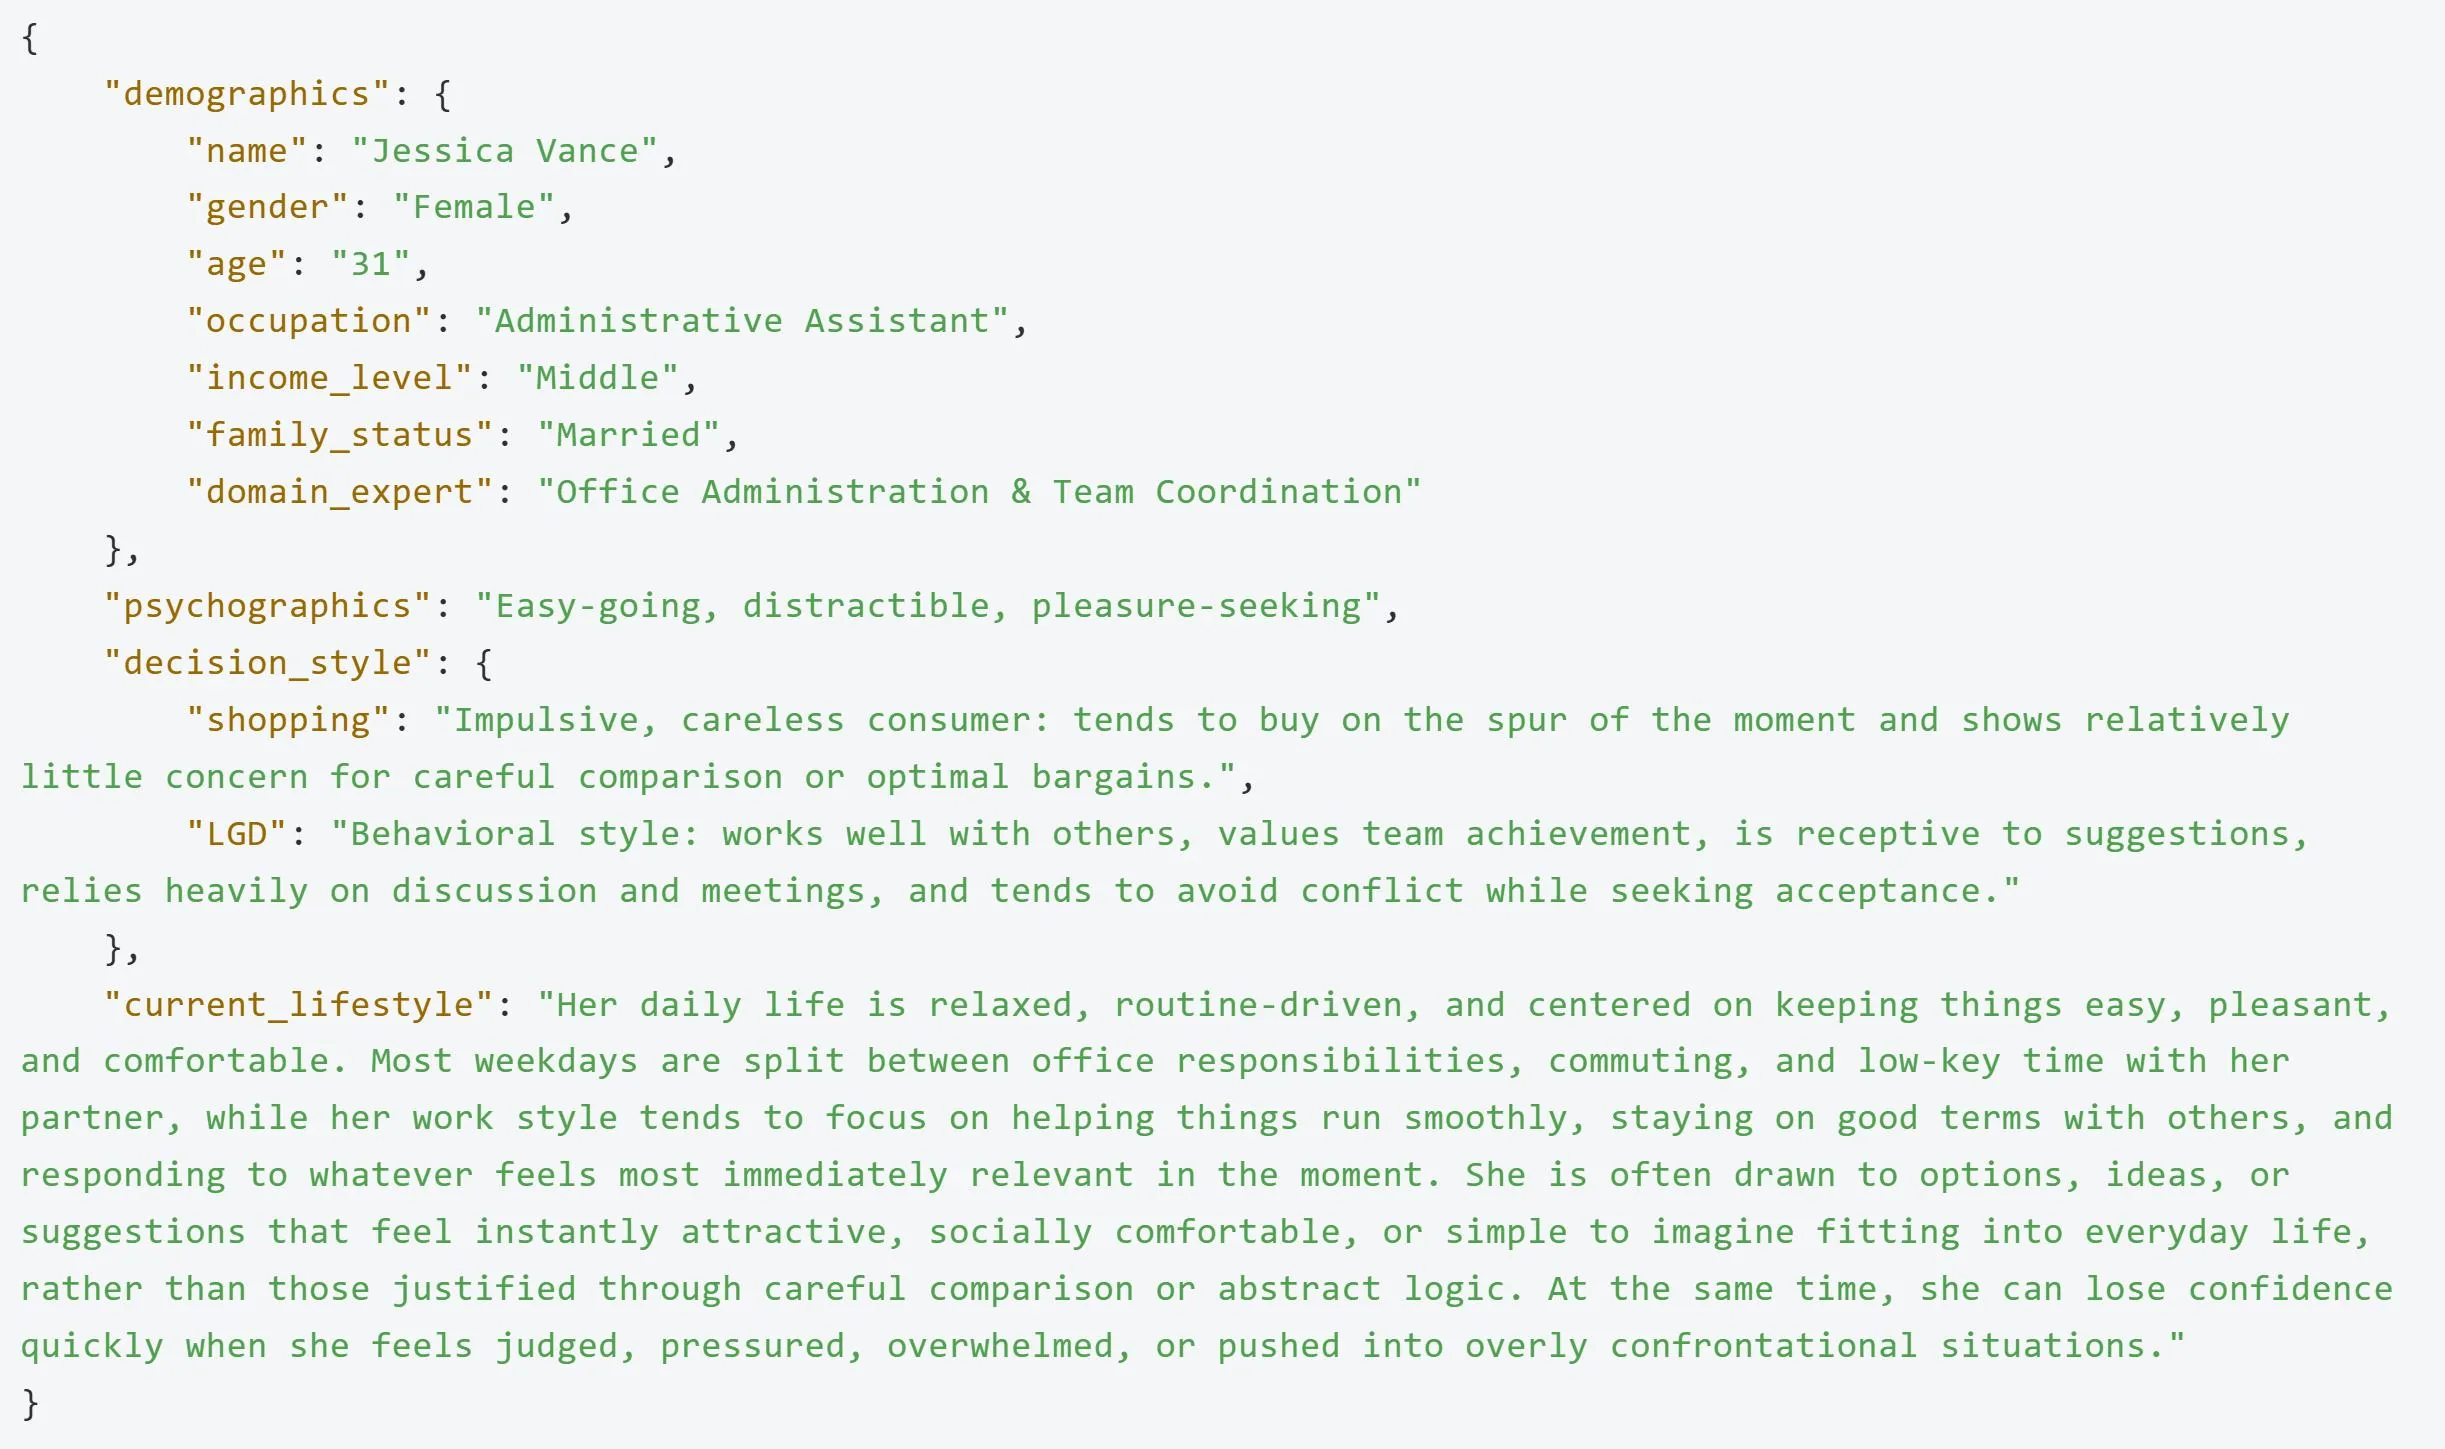 {
    "demographics": {
        "name": "Jessica Vance",
        "gender": "Female",
        "age": "31",
        "occupation": "Administrative Assistant",
        "income_level": "Middle",
        "family_status": "Married",
        "domain_expert": "Office Administration & Team Coordination"
    },
    "psychographics": "Easy-going, distractible, pleasure-seeking",
    "decision_style": {
        "shopping": "Impulsive, careless consumer: tends to buy on the spur of the moment and shows relatively
little concern for careful comparison or optimal bargains.",
        "LGD": "Behavioral style: works well with others, values team achievement, is receptive to suggestions,
relies heavily on discussion and meetings, and tends to avoid conflict while seeking acceptance."
    },
    "current_lifestyle": "Her daily life is relaxed, routine-driven, and centered on keeping things easy, pleasant,
and comfortable. Most weekdays are split between office responsibilities, commuting, and low-key time with her
partner, while her work style tends to focus on helping things run smoothly, staying on good terms with others, and
responding to whatever feels most immediately relevant in the moment. She is often drawn to options, ideas, or
suggestions that feel instantly attractive, socially comfortable, or simple to imagine fitting into everyday life,
rather than those justified through careful comparison or abstract logic. At the same time, she can lose confidence
quickly when she feels judged, pressured, overwhelmed, or pushed into overly confrontational situations."
}